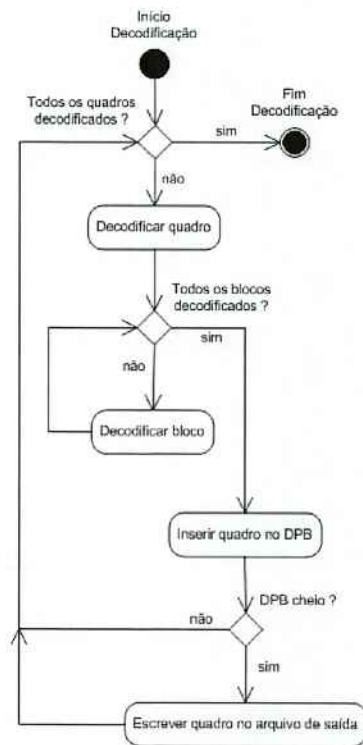 Início
Decodificação
Todos os quadros
decodificados ?
sim
Fim
Decodificação
não
Decodificar quadro
Todos os blocos
decodificados ?
sim
não
Decodificar bloco
Inserir quadro no DPB
DPB cheio ?
não
sim
Escrever quadro no arquivo de saída